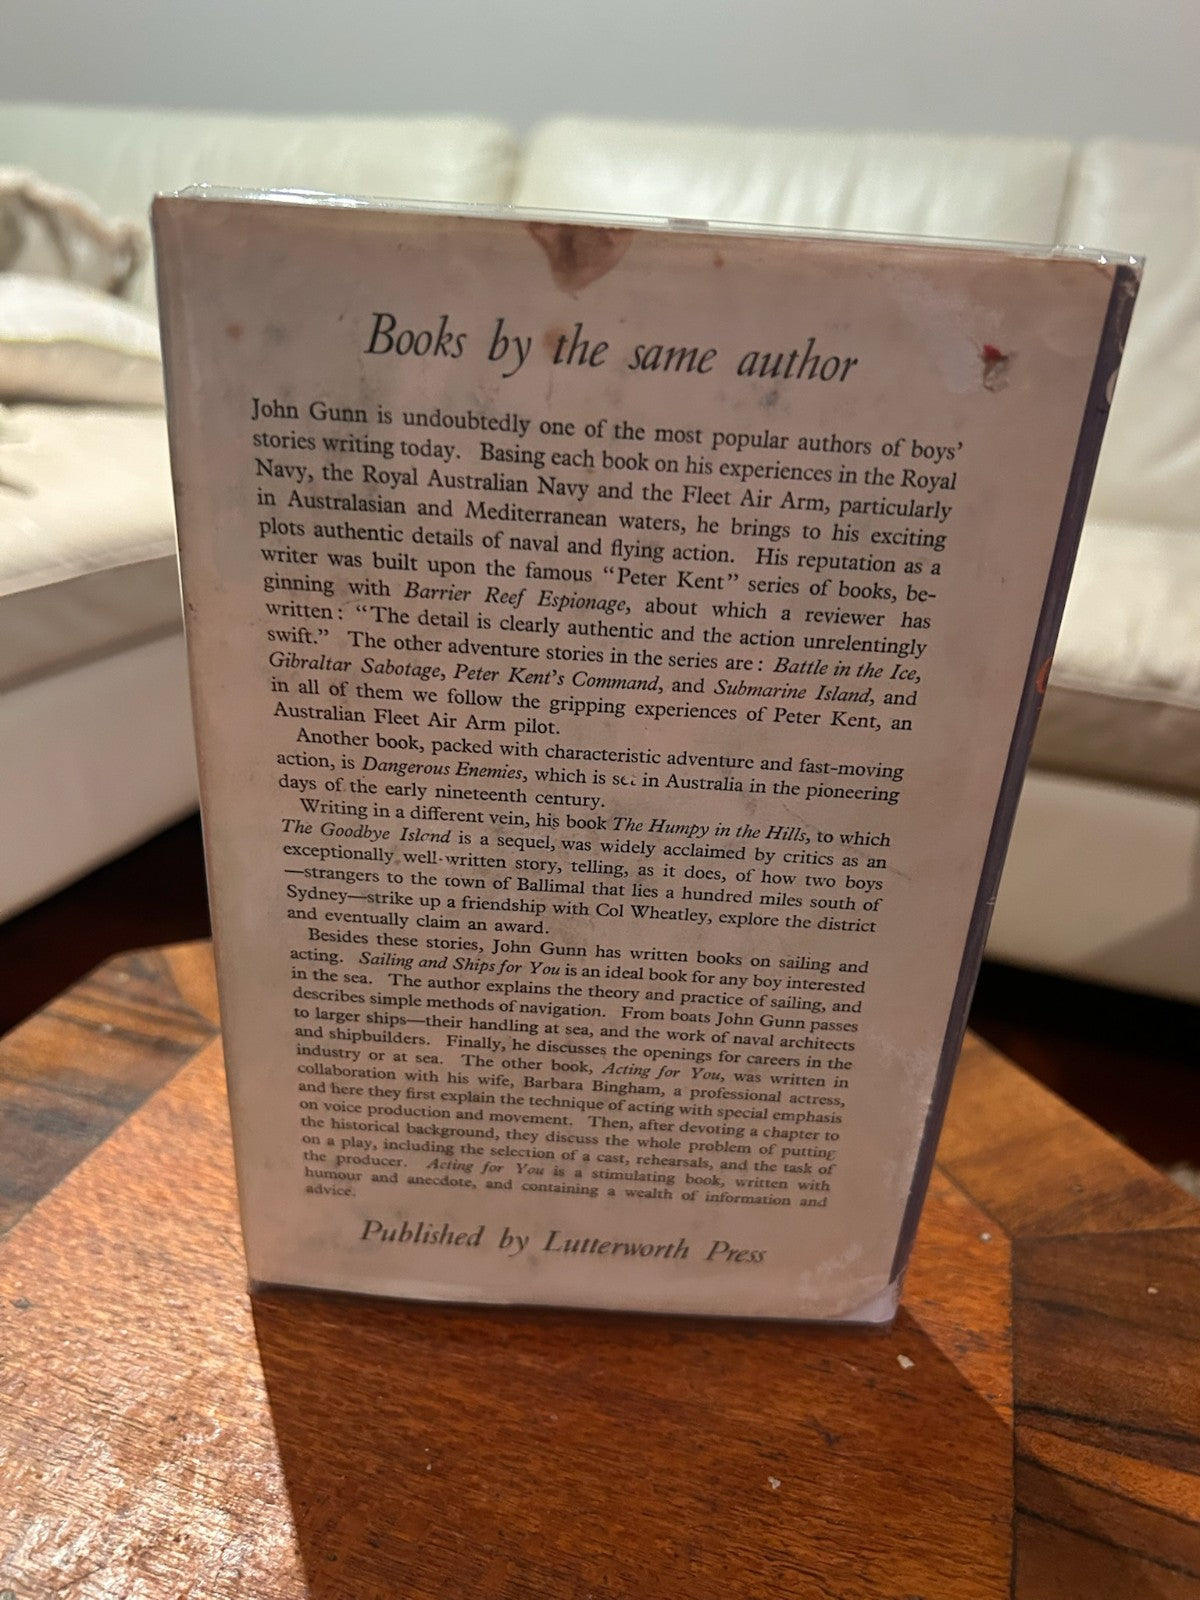 Books by the same author
John Gunn is undoubtedly one of the most popular authors of boys'
stories writing today. Basing each book on his experiences in the Royal
Navy, the Royal Australian Navy and the Fleet Air Arm, particularly
in Australasian and Mediterranean waters, he brings to his exciting
plots authentic details of naval and flying action. His reputation as a
writer was built upon the famous “Peter Kent” series of books, be-
ginning with Barrier Reef Espionage, about which a reviewer has
written: “The detail is clearly authentic and the action unrelentingly
swift.” The other adventure stories in the series are: Battle in the Ice,
Gibraltar Sabotage, Peter Kent's Command, and Submarine Island, and
in all of them we follow the gripping experiences of Peter Kent, an
Australian Fleet Air Arm pilot.
Another book, packed with characteristic adventure and fast-moving
action, is Dangerous Enemies, which is set in Australia in the pioneering
days of the early nineteenth century.
Writing in a different vein, his book The Humpy in the Hills, to which
The Goodbye Island is a sequel, was widely acclaimed by critics as an
exceptionally well-written story, telling, as it does, of how two boys
—strangers to the town of Ballimal that lies a hundred miles south of
Sydney—strike up a friendship with Col Wheatley, explore the district
and eventually claim an award.
Besides these stories, John Gunn has written books on sailing and
acting. Sailing and Ships for You is an ideal book for any boy interested
in the sea. The author explains the theory and practice of sailing, and
describes simple methods of navigation. From boats John Gunn passes
to larger ships—their handling at sea, and the work of naval architects
and shipbuilders. Finally, he discusses the openings for careers in the
industry or at sea. The other book, Acting for You, was written in
collaboration with his wife, Barbara Bingham, a professional actress,
and here they first explain the technique of acting with special emphasis
on voice production and movement. Then, after devoting a chapter to
the historical background, they discuss the whole problem of putting
on a play, including the selection of a cast, rehearsals, and the task of
the producer. Acting for You is a stimulating book, written with
humour and anecdote, and containing a wealth of information and
advice.
Published by Lutterworth Press